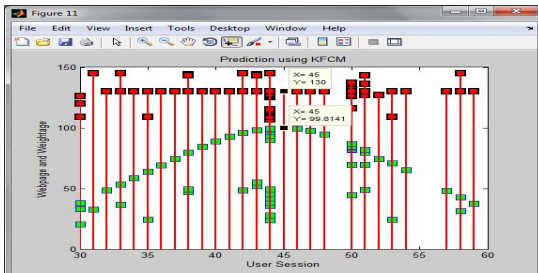 Figure 11
File Edit View Insert Tools Desktop Window Help
Prediction using KFCM
150
X= 45
Y= 130
X= 45
Y= 99.8141
100
Webpage and Weightage
50
0
30 35 40 45 50 55 60
User Session